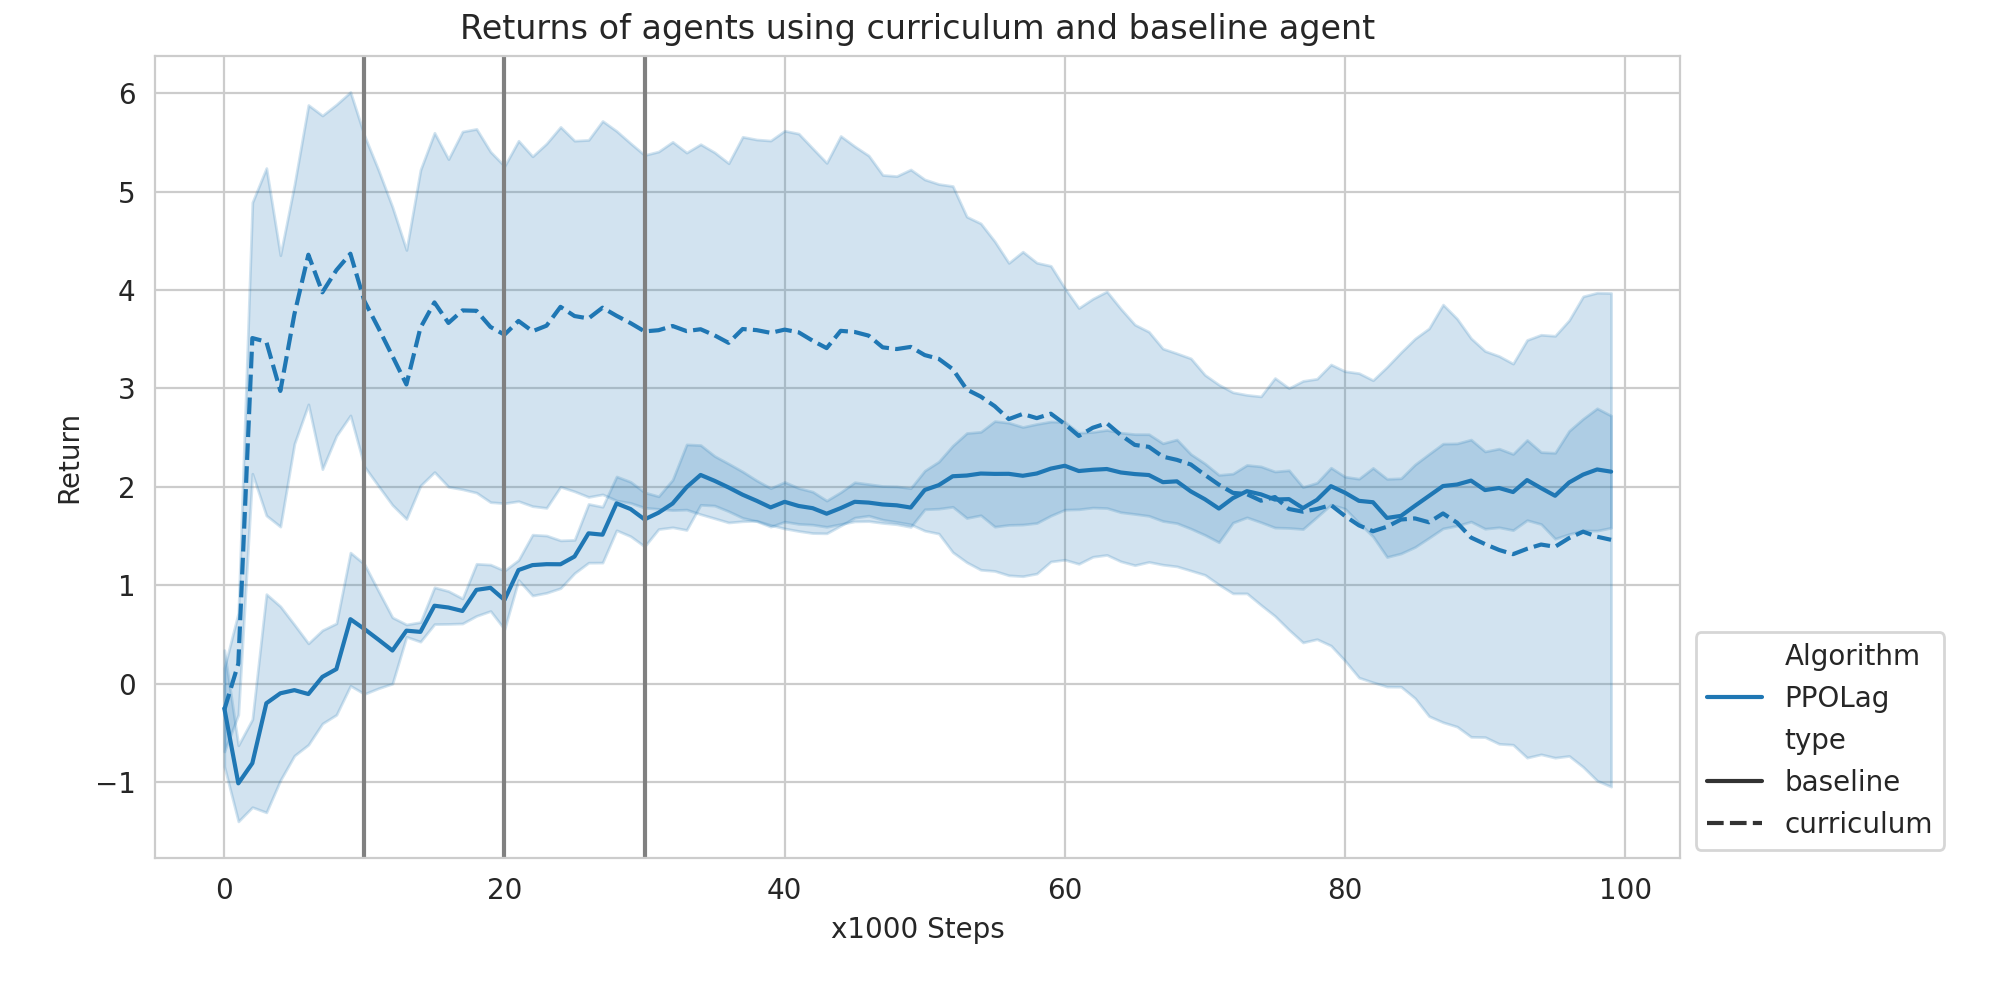 Returns of agents using curriculum and baseline agent
6
5
4
3
2
1
0
−1
Return
0 20 40 60 80 100
x1000 Steps
Algorithm
PPOLag
type
baseline
curriculum